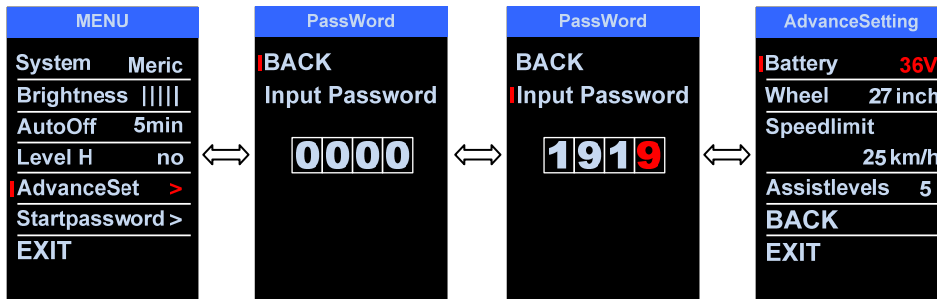 MENU
System Meric
Brightness |||||
AutoOff 5min
Level H no
AdvanceSet >
Startpassword >
EXIT
PassWord
BACK
Input Password
0000
PassWord
BACK
Input Password
1919
AdvanceSetting
Battery 36V
Wheel 27 inch
Speedlimit
25 km/h
Assistlevels 5
BACK
EXIT